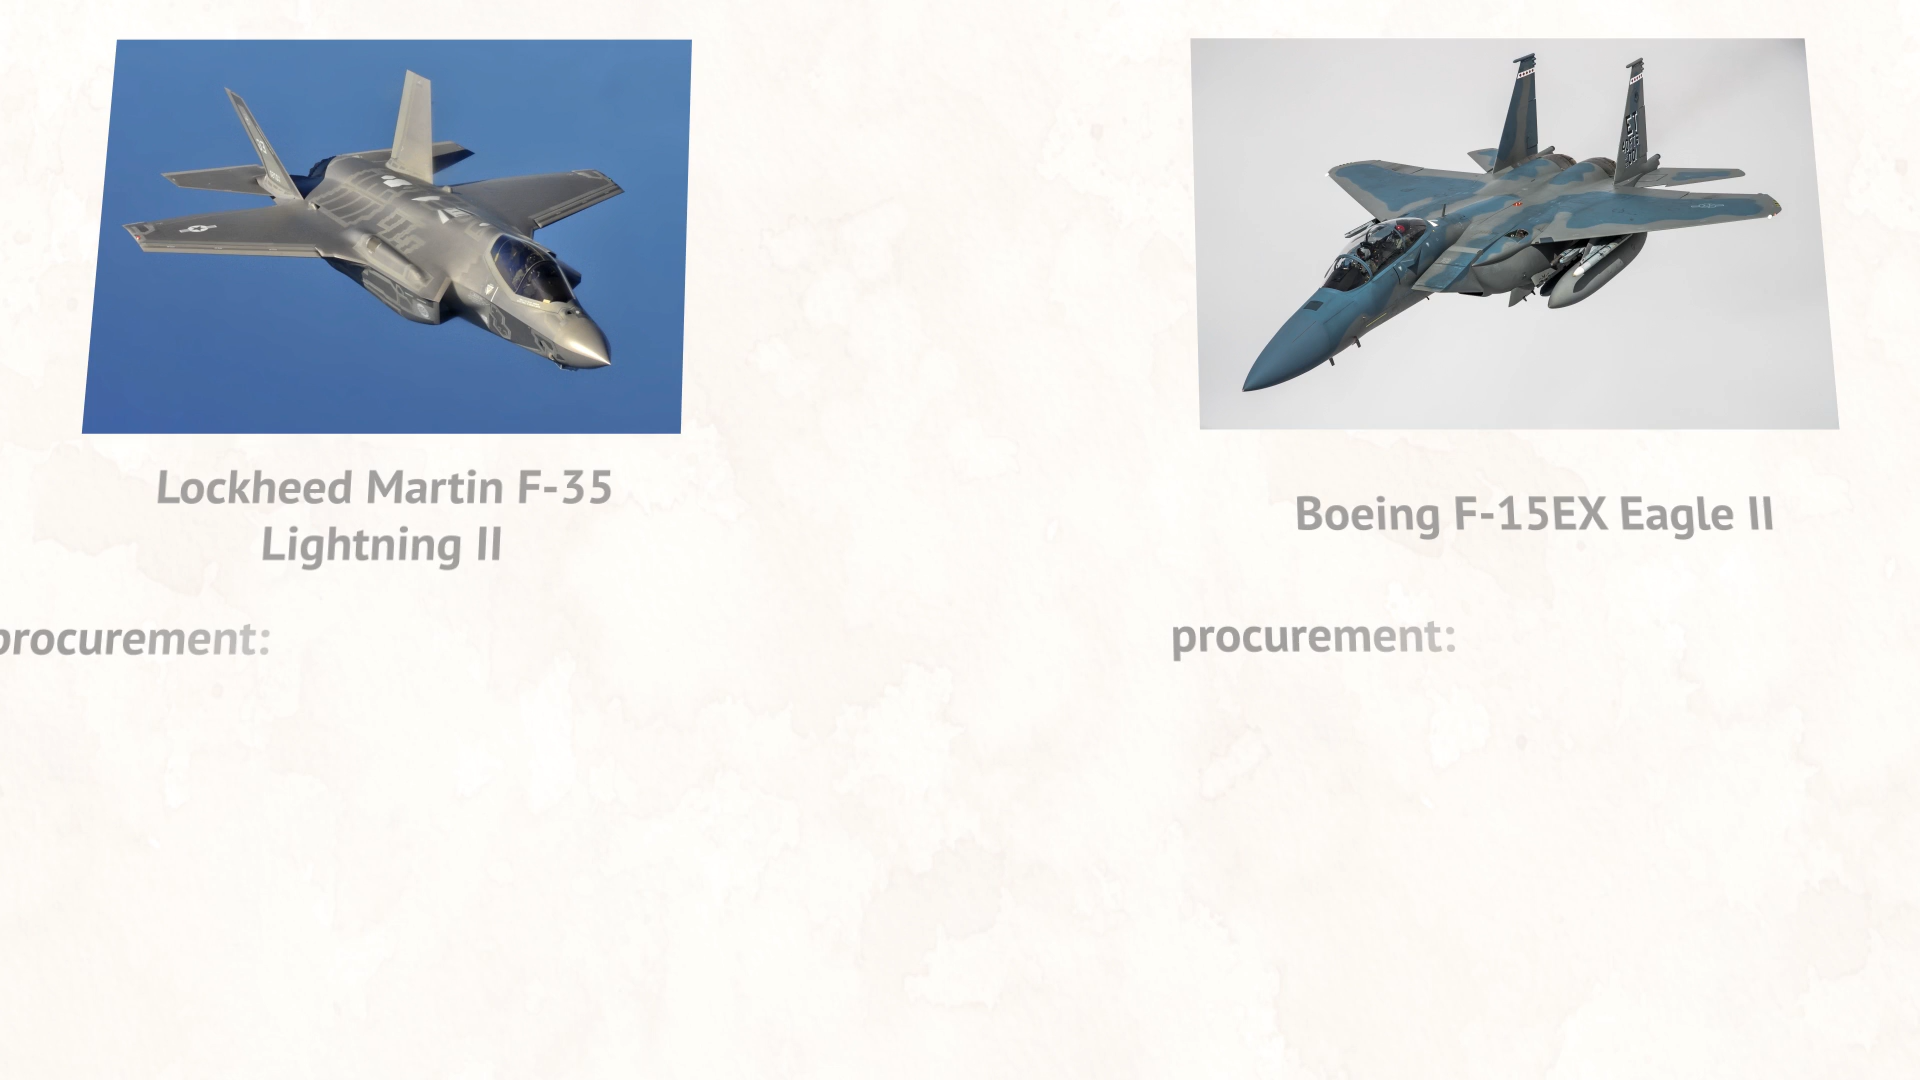 Lockheed Martin F-35
Lightning II
procurement:
Boeing F-15EX Eagle II
procurement: